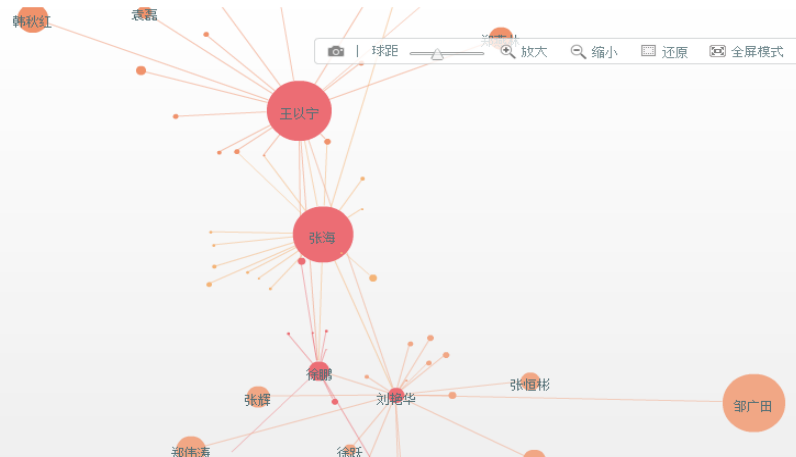 韩秋红
袁磊
球距
放大
缩小
还原
全屏模式
王以宁
张海
徐鹏
张恒彬
张辉
刘艳华
邹广田
郑伟涛
徐跃